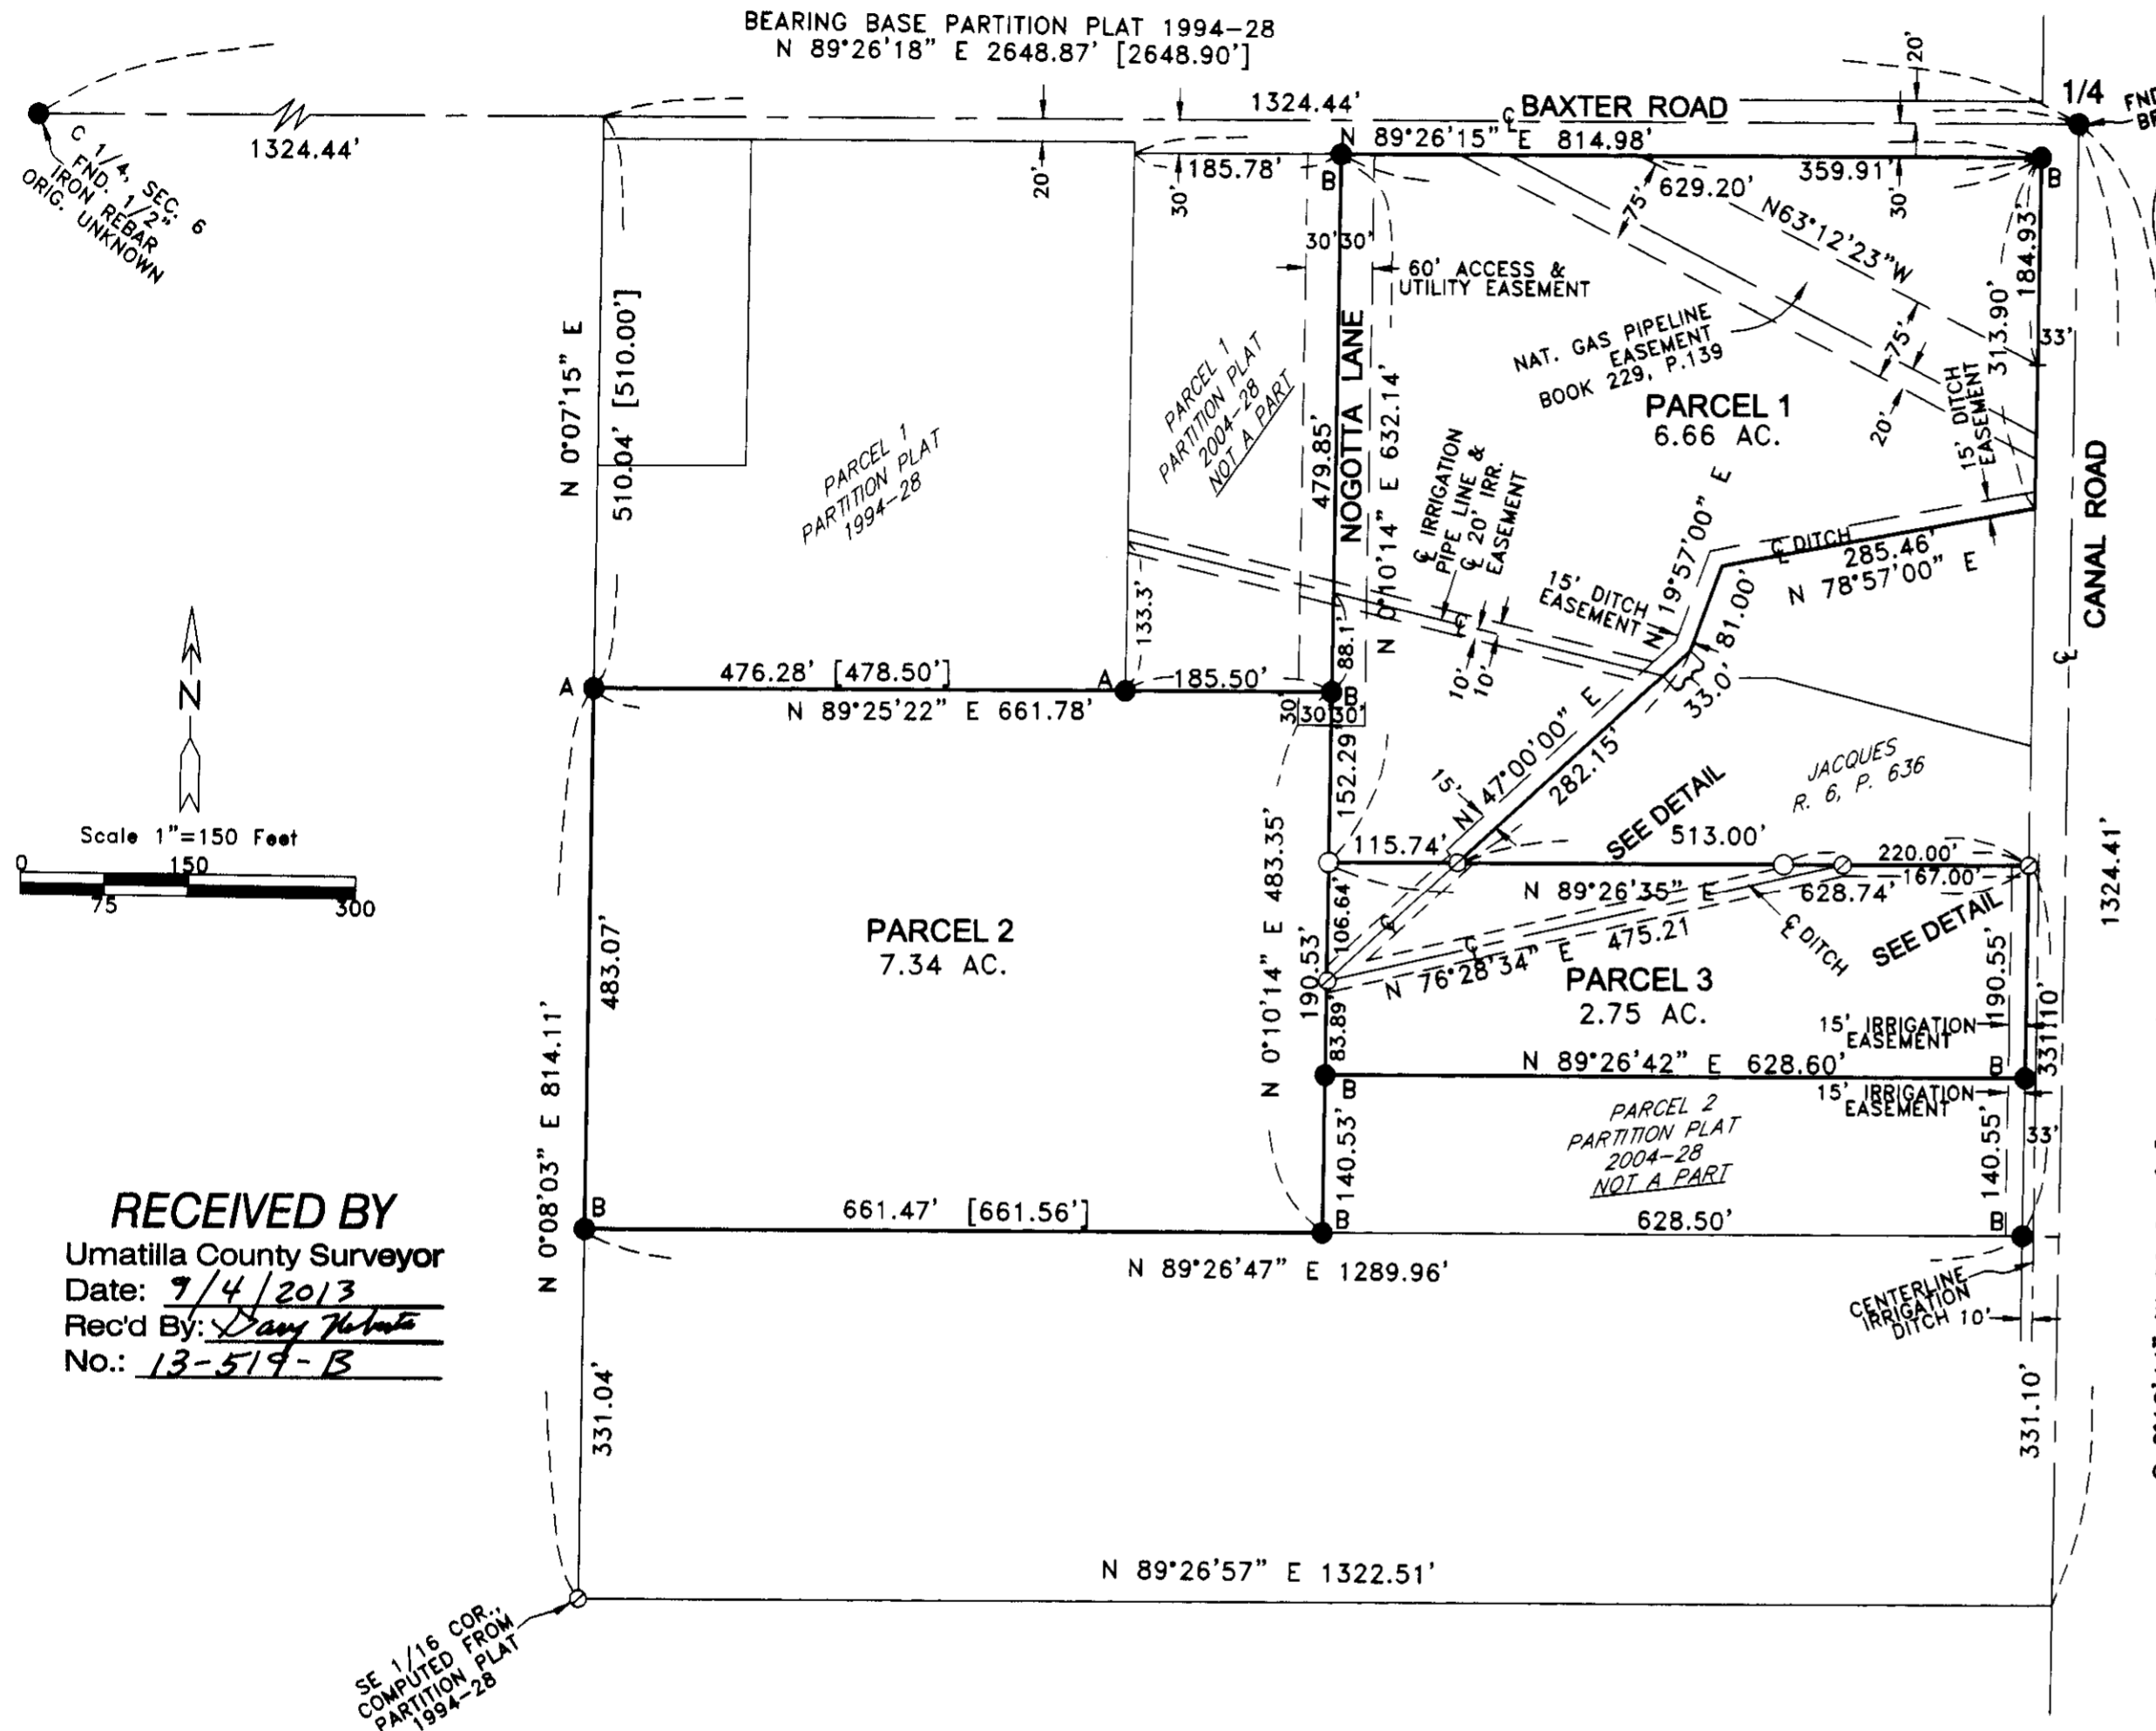 BEARING BASE PARTITION PLAT 1994-28
N 89°26'18" E 2648.87' [2648.90']
1324.44'
C 1/4, SEC. 6
FND. 1/2"
IRON REBAR
ORIG. UNKNOWN
1324.44'
℄ BAXTER ROAD
20'
1/4
N 89°26'15" E 814.98'
185.78'
20'
30'
B
629.20'
359.91'
30'
B
75'
N63°12'23"W
184.93'
313.90'
33'
30' 30'
60' ACCESS &
UTILITY EASEMENT
NAT. GAS PIPELINE
EASEMENT
BOOK 229, P.139
75'
20'
15' DITCH
EASEMENT
PARCEL 1
6.66 AC.
N 0°07'15" E
510.04' [510.00']
PARCEL 1
PARTITION PLAT
1994-28
PARCEL 1
PARTITION PLAT
2004-28
NOT A PART
479.85'
NOGOTTA LANE
N 0°10'14" E 632.14'
℄ IRRIGATION
PIPE LINE &
℄ 20' IRR.
EASEMENT
℄
10'
10'
15' DITCH
EASEMENT
N 19°57'00" E
81.00'
℄ DITCH
285.46'
N 78°57'00" E
CANAL ROAD
℄
133.3'
88.1'
33.0'
N
Scale 1"=150 Feet
0
150
75
300
A
476.28' [478.50']
A
185.50'
B
N 89°25'22" E 661.78'
30'
30' 30'
152.29'
N 47°00'00" E
282.15'
15'
SEE DETAIL
JACQUES
R. 6, P. 636
1324.41'
115.74'
513.00'
220.00'
167.00'
N 89°26'35" E
628.74'
106.64'
℄
℄
N 76°28'34" E 475.21
℄ DITCH
SEE DETAIL
PARCEL 2
7.34 AC.
483.07'
N 0°08'03" E 814.11'
N 0°10'14" E 483.35'
190.53'
83.89'
PARCEL 3
2.75 AC.
190.55'
331.10'
15' IRRIGATION
EASEMENT
N 89°26'42" E 628.60'
B
B
15' IRRIGATION
EASEMENT
140.53'
PARCEL 2
PARTITION PLAT
2004-28
NOT A PART
140.55'
33'
B
661.47' [661.56']
B
628.50'
B
N 89°26'47" E 1289.96'
CENTERLINE
IRRIGATION
DITCH 10'
RECEIVED BY
Umatilla County Surveyor
Date: 9/4/2013
Rec'd By:
No.: 13-519-B
331.04'
331.10'
N 89°26'57" E 1322.51'
SE 1/16 COR.,
COMPUTED FROM
PARTITION PLAT
1994-28